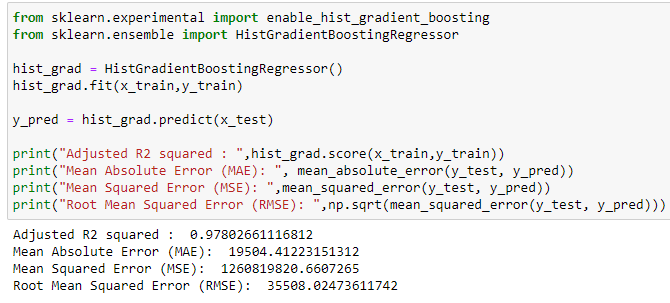 from sklearn.experimental import enable_hist_gradient_boosting
from sklearn.ensemble import HistGradientBoostingRegressor
hist_grad = HistGradientBoostingRegressor()
hist_grad.fit(x_train,y_train)
y_pred = hist_grad.predict(x_test)
print("Adjusted R2 squared : ",hist_grad.score(x_train,y_train))
print("Mean Absolute Error (MAE): ", mean_absolute_error(y_test, y_pred))
print("Mean Squared Error (MSE): ",mean_squared_error(y_test, y_pred))
print("Root Mean Squared Error (RMSE): ",np.sqrt(mean_squared_error(y_test, y_pred)))
Adjusted R2 squared :  0.97802661116812
Mean Absolute Error (MAE):  19504.41223151312
Mean Squared Error (MSE):  1260819820.6607265
Root Mean Squared Error (RMSE):  35508.02473611742